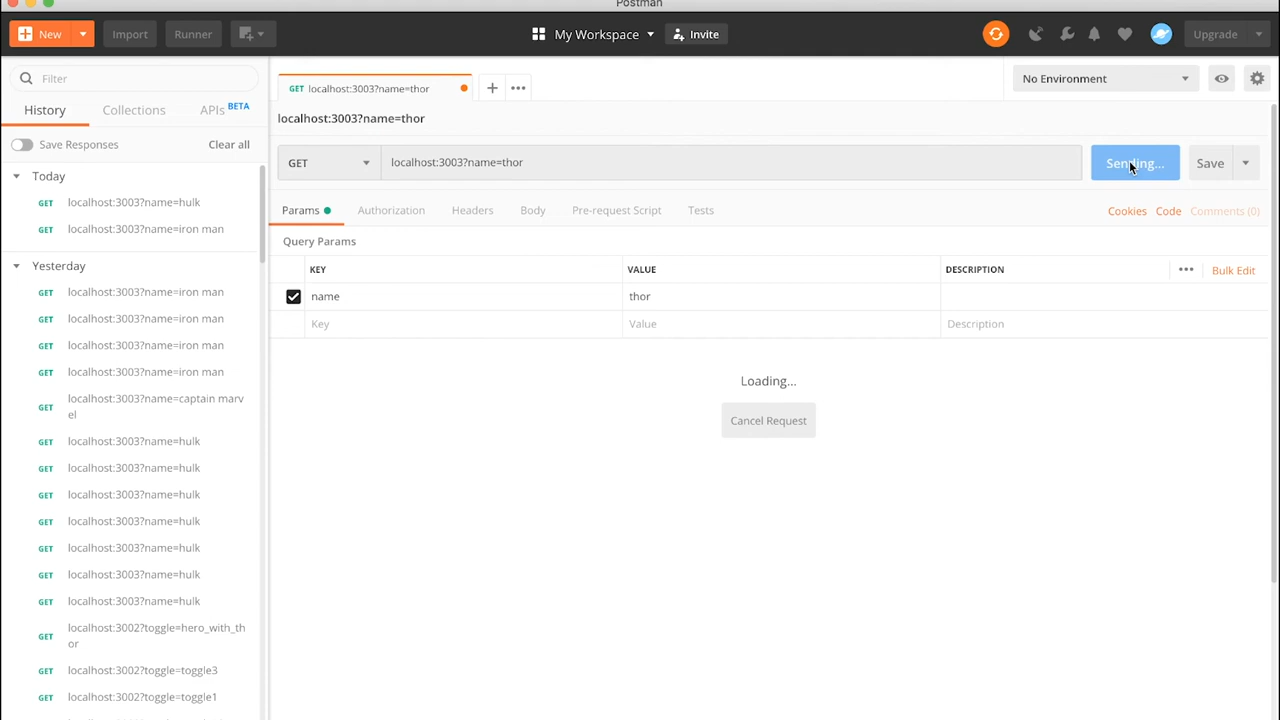 Postman
New
Import
Runner
My Workspace
Invite
Upgrade
Filter
History
Collections
APIs BETA
Save Responses
Clear all
Today
GET localhost:3003?name=hulk
GET localhost:3003?name=iron man
Yesterday
GET localhost:3003?name=iron man
GET localhost:3003?name=iron man
GET localhost:3003?name=iron man
GET localhost:3003?name=iron man
GET localhost:3003?name=captain marv
el
GET localhost:3003?name=hulk
GET localhost:3003?name=hulk
GET localhost:3003?name=hulk
GET localhost:3003?name=hulk
GET localhost:3003?name=hulk
GET localhost:3003?name=hulk
GET localhost:3003?name=hulk
GET localhost:3002?toggle=hero_with_th
or
GET localhost:3002?toggle=toggle3
GET localhost:3002?toggle=toggle1
GET localhost:3003?name=thor
No Environment
localhost:3003?name=thor
GET localhost:3003?name=thor
Sending...
Save
Params
Authorization
Headers
Body
Pre-request Script
Tests
Cookies
Code
Comments (0)
Query Params
KEY VALUE DESCRIPTION
Bulk Edit
name thor
Key Value Description
Loading...
Cancel Request